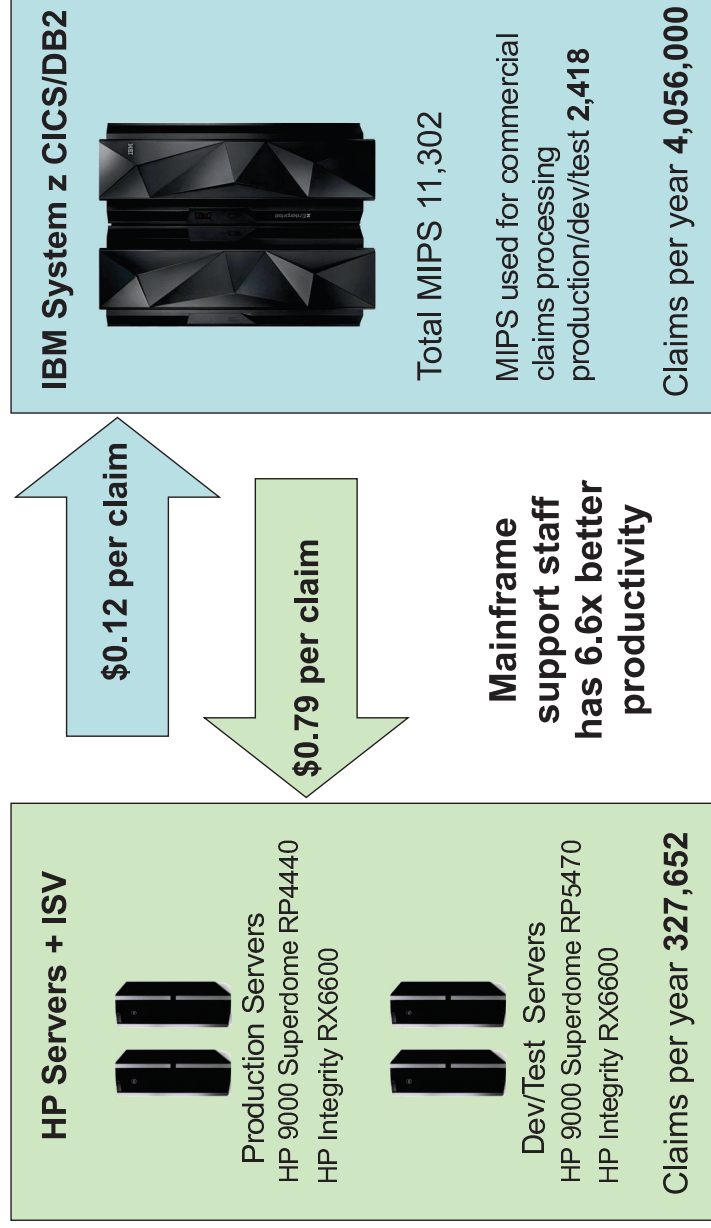 HP Servers + ISV
Production Servers
HP 9000 Superdome RP4440
HP Integrity RX6600
Dev/Test Servers
HP 9000 Superdome RP5470
HP Integrity RX6600
Claims per year 327,652
$0.12 per claim
$0.79 per claim
Mainframe
support staff
has 6.6x better
productivity
IBM System z CICS/DB2
IBM
zEnterprise
Total MIPS 11,302
MIPS used for commercial
claims processing
production/dev/test 2,418
Claims per year 4,056,000